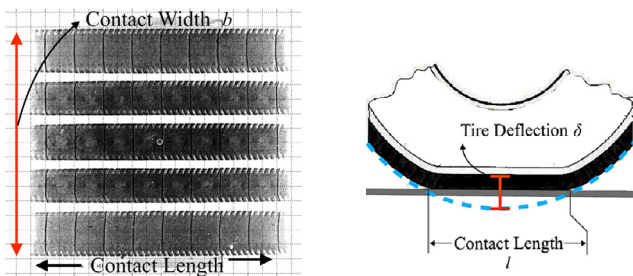 Contact Width b
Contact Length
Tire Deflection δ
Contact Length
l